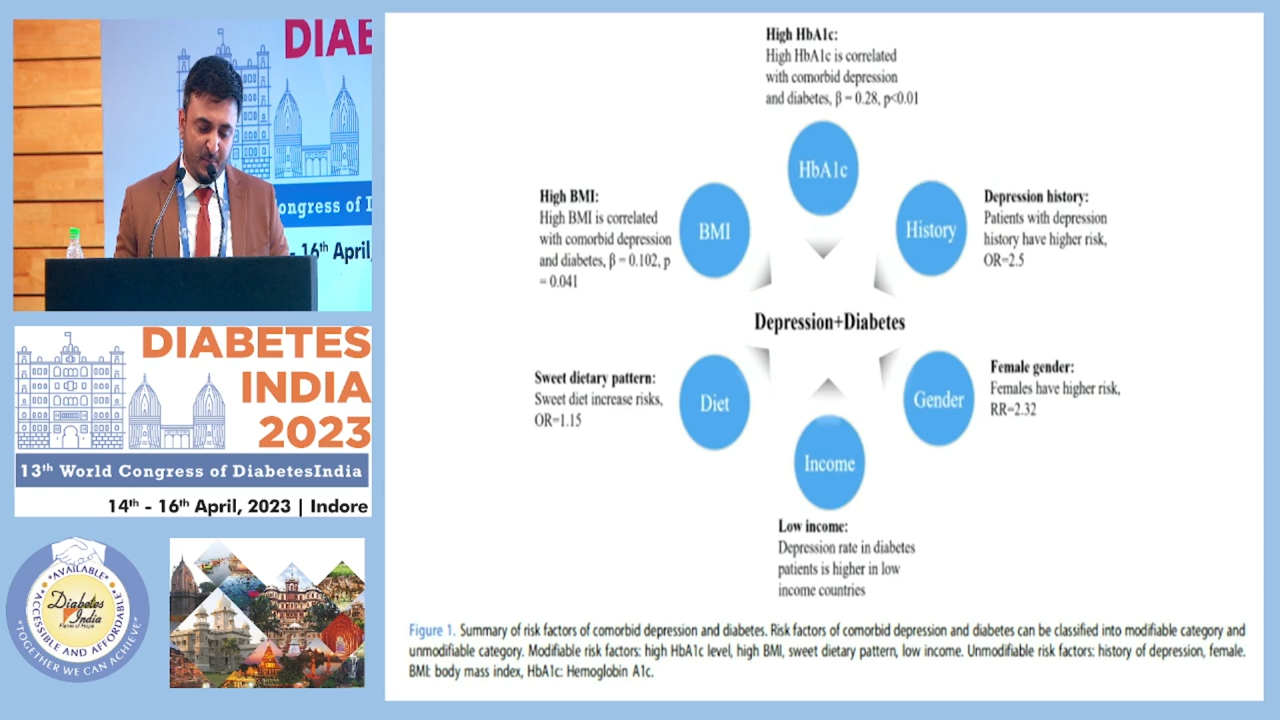 DIAB
ongress of I
- 16th April,
DIABETES
INDIA
2023
13th World Congress of DiabetesIndia
14th - 16th April, 2023 | Indore
"AVAILABLE"
"ACCESSIBLE AND AFFORDABLE"
Diabetes
India
"TOGETHER WE CAN ACHIEVE"
High HbA1c:
High HbA1c is correlated
with comorbid depression
and diabetes, β = 0.28, p<0.01
HbA1c
High BMI:
High BMI is correlated
with comorbid depression
and diabetes, β = 0.102, p
= 0.041
BMI
History
Depression history:
Patients with depression
history have higher risk,
OR=2.5
Depression+Diabetes
Sweet dietary pattern:
Sweet diet increase risks,
OR=1.15
Diet
Gender
Female gender:
Females have higher risk,
RR=2.32
Income
Low income:
Depression rate in diabetes
patients is higher in low
income countries
Figure 1. Summary of risk factors of comorbid depression and diabetes. Risk factors of comorbid depression and diabetes can be classified into modifiable category and
unmodifiable category. Modifiable risk factors: high HbA1c level, high BMI, sweet dietary pattern, low income. Unmodifiable risk factors: history of depression, female.
BMI: body mass index, HbA1c: Hemoglobin A1c.